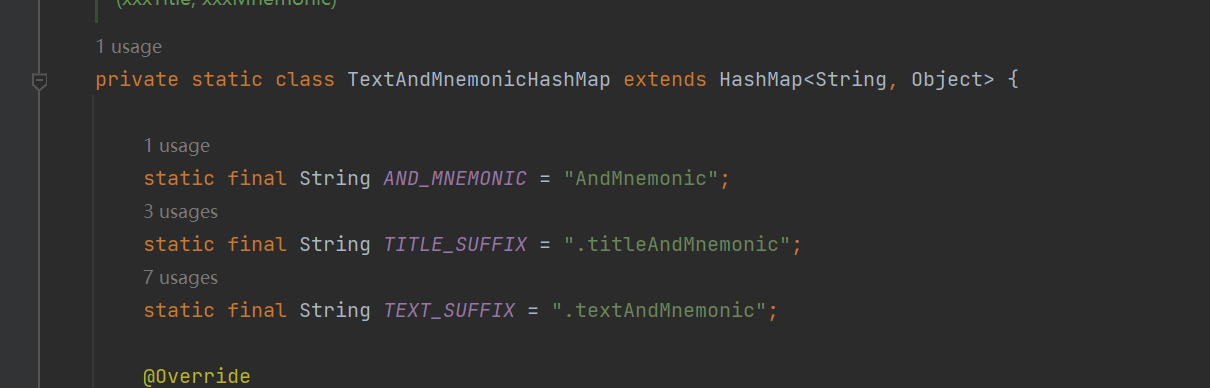 (xxxTitle, xxxMnemonic)
1 usage
private static class TextAndMnemonicHashMap extends HashMap<String, Object> {
1 usage
static final String AND_MNEMONIC = "AndMnemonic";
3 usages
static final String TITLE_SUFFIX = ".titleAndMnemonic";
7 usages
static final String TEXT_SUFFIX = ".textAndMnemonic";
@Override